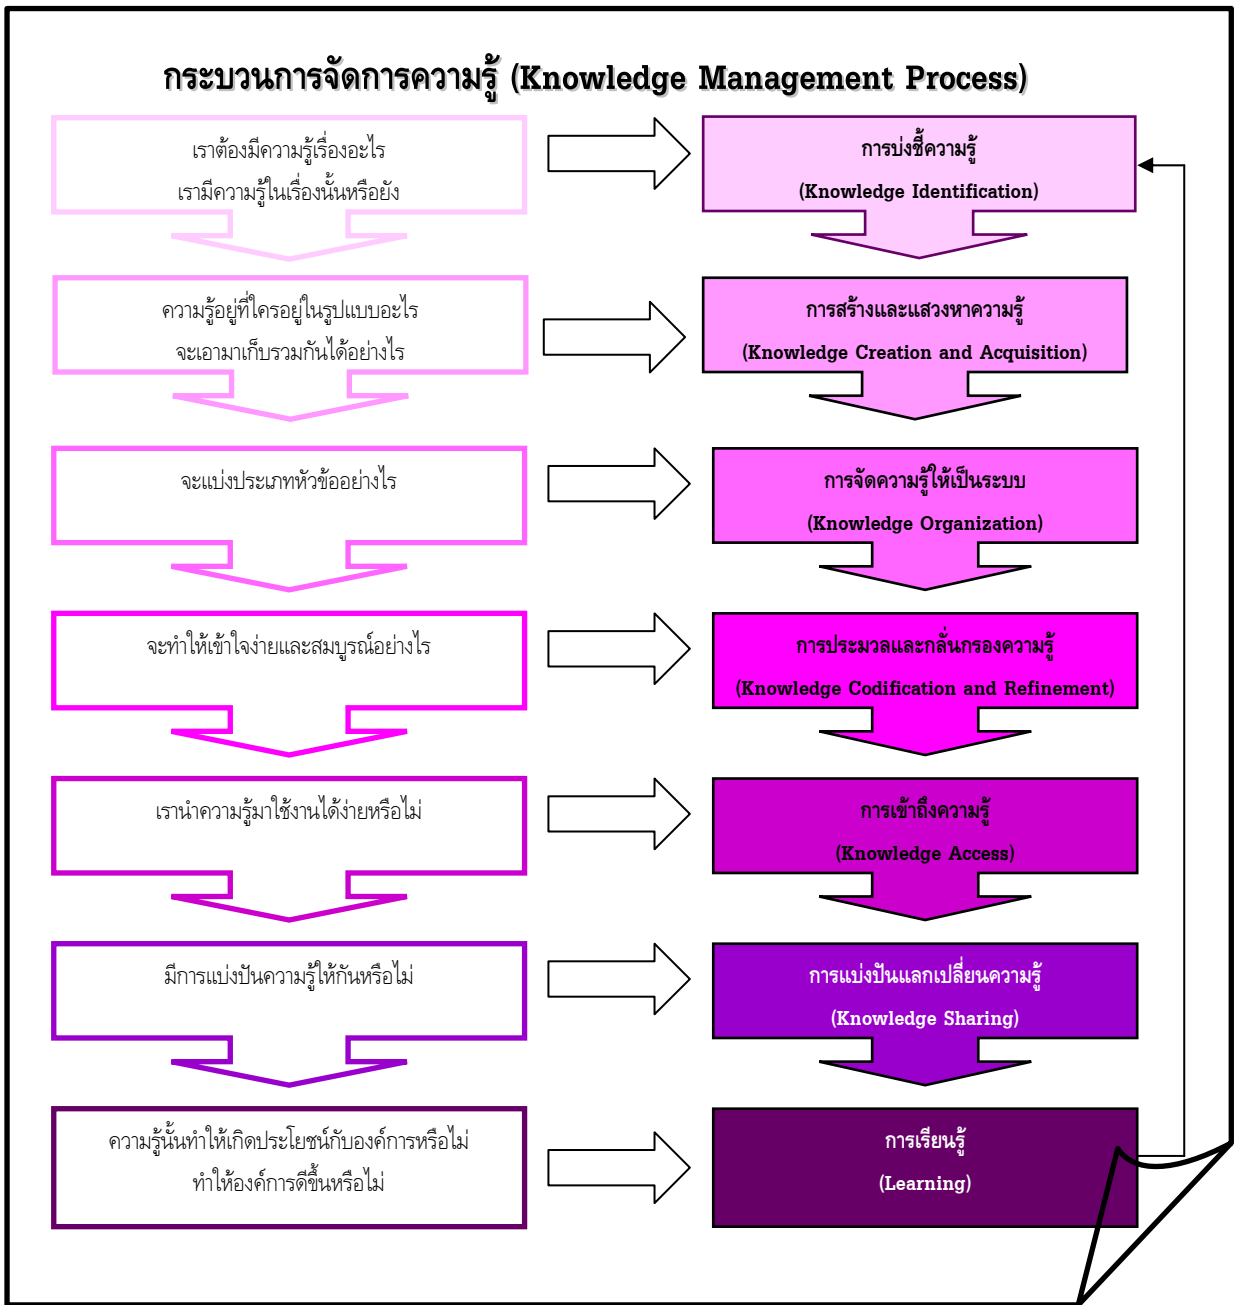 กระบวนการจัดการความรู้ (Knowledge Management Process)
เราต้องมีความรู้เรื่องอะไร
เรามีความรู้ในเรื่องนั้นหรือยัง
การบ่งชี้ความรู้
(Knowledge Identification)
ความรู้อยู่ที่ใครอยู่ในรูปแบบอะไร
จะเอามาเก็บรวมกันได้อย่างไร
การสร้างและแสวงหาความรู้
(Knowledge Creation and Acquisition)
จะแบ่งประเภทหัวข้ออย่างไร
การจัดความรู้ให้เป็นระบบ
(Knowledge Organization)
จะทำให้เข้าใจง่ายและสมบูรณ์อย่างไร
การประมวลและกลั่นกรองความรู้
(Knowledge Codification and Refinement)
เรานำความรู้มาใช้งานได้ง่ายหรือไม่
การเข้าถึงความรู้
(Knowledge Access)
มีการแบ่งปันความรู้ให้กันหรือไม่
การแบ่งปันแลกเปลี่ยนความรู้
(Knowledge Sharing)
ความรู้นั้นทำให้เกิดประโยชน์กับองค์การหรือไม่
ทำให้องค์การดีขึ้นหรือไม่
การเรียนรู้
(Learning)